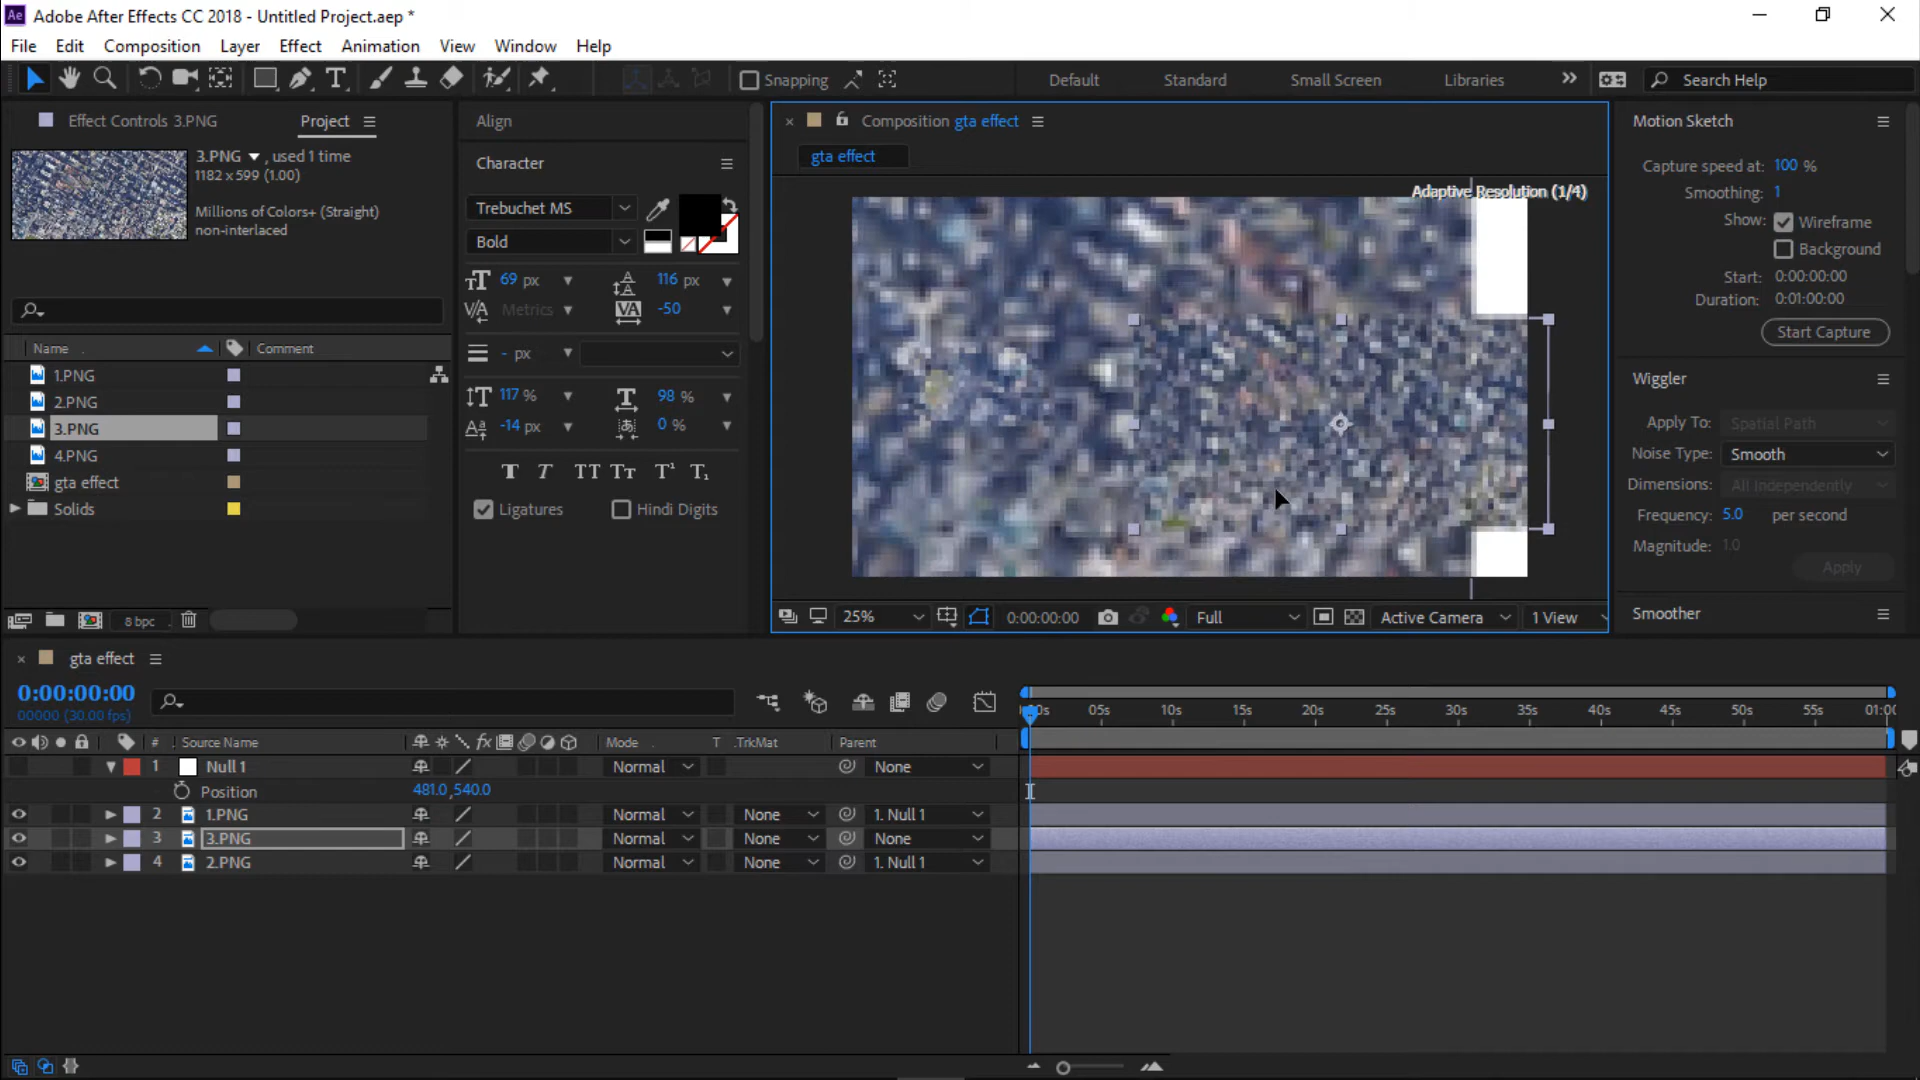 Adobe After Effects CC 2018 - Untitled Project.aep *
File Edit Composition Layer Effect Animation View Window Help
Snapping Default Standard Small Screen Libraries Search Help
Effect Controls 3.PNG Project
3.PNG , used 1 time
1182 x 599 (1.00)
Millions of Colors+ (Straight)
non-interlaced
Name Comment
1.PNG
2.PNG
3.PNG
4.PNG
gta effect
Solids
8 bpc
Align
Character
Trebuchet MS
Bold
69 px 116 px
Metrics -50
- px
117 % 98 %
-14 px 0 %
Ligatures Hindi Digits
Composition gta effect
gta effect
Adaptive Resolution (1/4)
25% 0:00:00:00 Full Active Camera 1 View
Motion Sketch
Capture speed at: 100 %
Smoothing: 1
Show: Wireframe
Background
Start: 0:00:00:00
Duration: 0:01:00:00
Start Capture
Wiggler
Apply To: Spatial Path
Noise Type: Smooth
Dimensions: All Independently
Frequency: 5.0 per second
Magnitude: 1.0
Apply
Smoother
gta effect
0:00:00:00
00000 (30.00 fps)
05s 10s 15s 20s 25s 30s 35s 40s 45s 50s 55s
# Source Name Mode T .TrkMat Parent
1 Null 1 Normal None
Position 481.0,540.0
2 1.PNG Normal None 1. Null 1
3 3.PNG Normal None None
4 2.PNG Normal None 1. Null 1